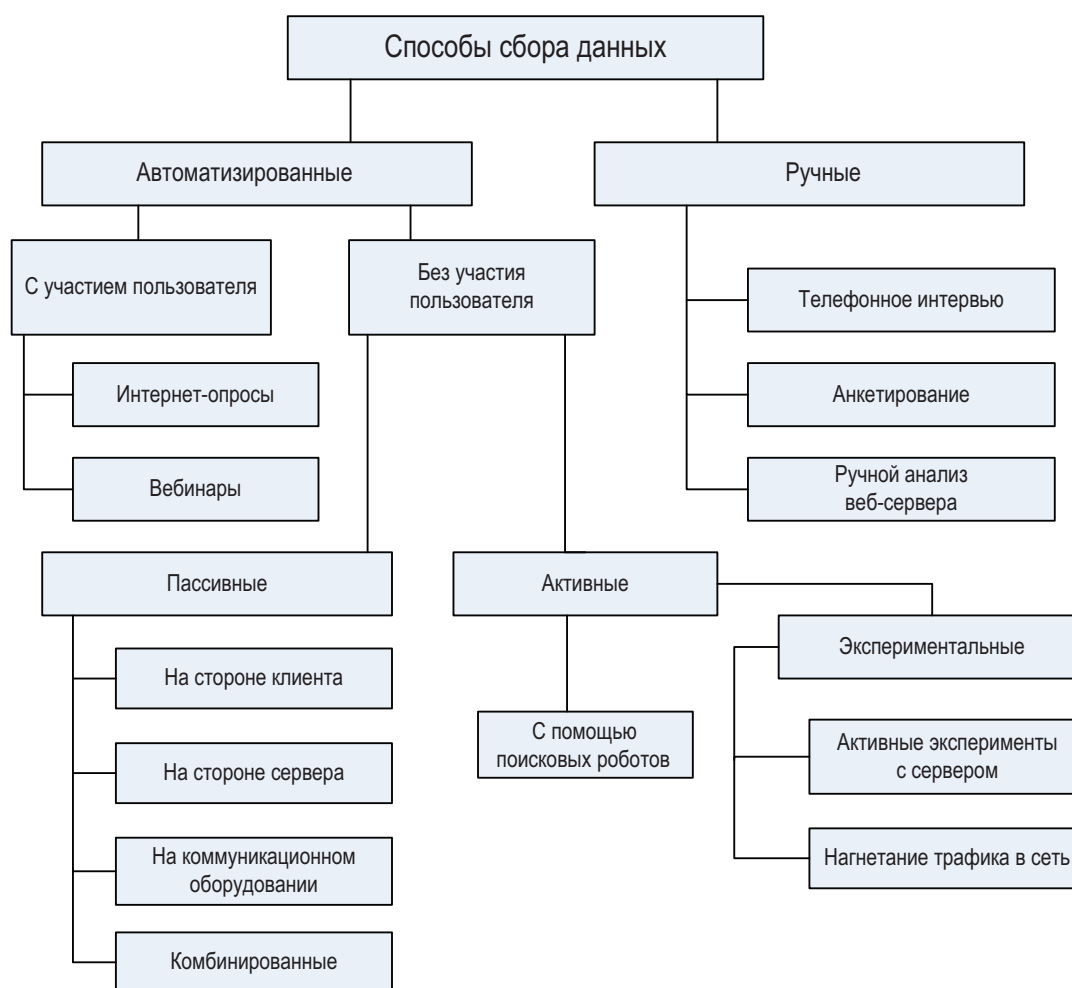 Способы сбора данных
Автоматизированные
Ручные
С участием пользователя
Без участия
пользователя
Телефонное интервью
Интернет-опросы
Анкетирование
Вебинары
Ручной анализ
веб-сервера
Пассивные
Активные
Экспериментальные
На стороне клиента
С помощью
поисковых роботов
Активные эксперименты
с сервером
На стороне сервера
На коммуникационном
оборудовании
Нагнетание трафика в сеть
Комбинированные